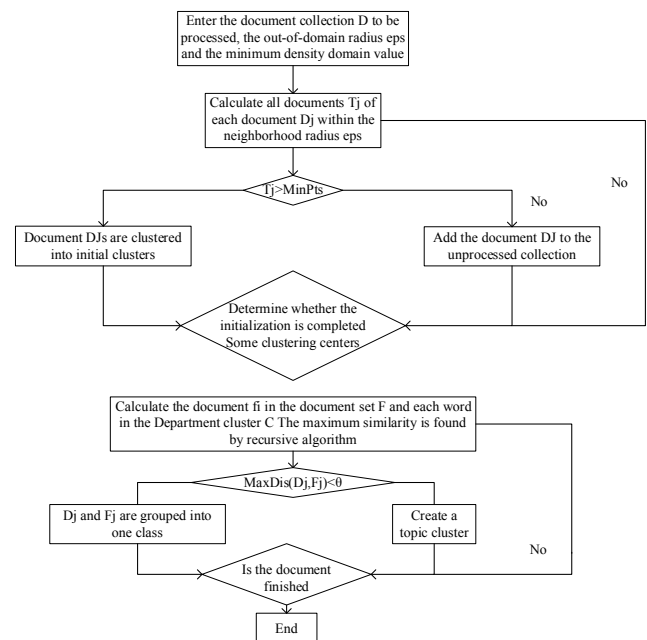 Enter the document collection D to be
processed, the out-of-domain radius eps
and the minimum density domain value
Calculate all documents Tj of
each document Dj within the
neighborhood radius eps
Tj>MinPts
No
No
Document DJs are clustered
into initial clusters
Add the document DJ to the
unprocessed collection
Determine whether the
initialization is completed
Some clustering centers
Calculate the document fi in the document set F and each word
in the Department cluster C The maximum similarity is found
by recursive algorithm
MaxDis(Dj,Fj)<θ
Dj and Fj are grouped into
one class
Create a
topic cluster
No
Is the document
finished
End